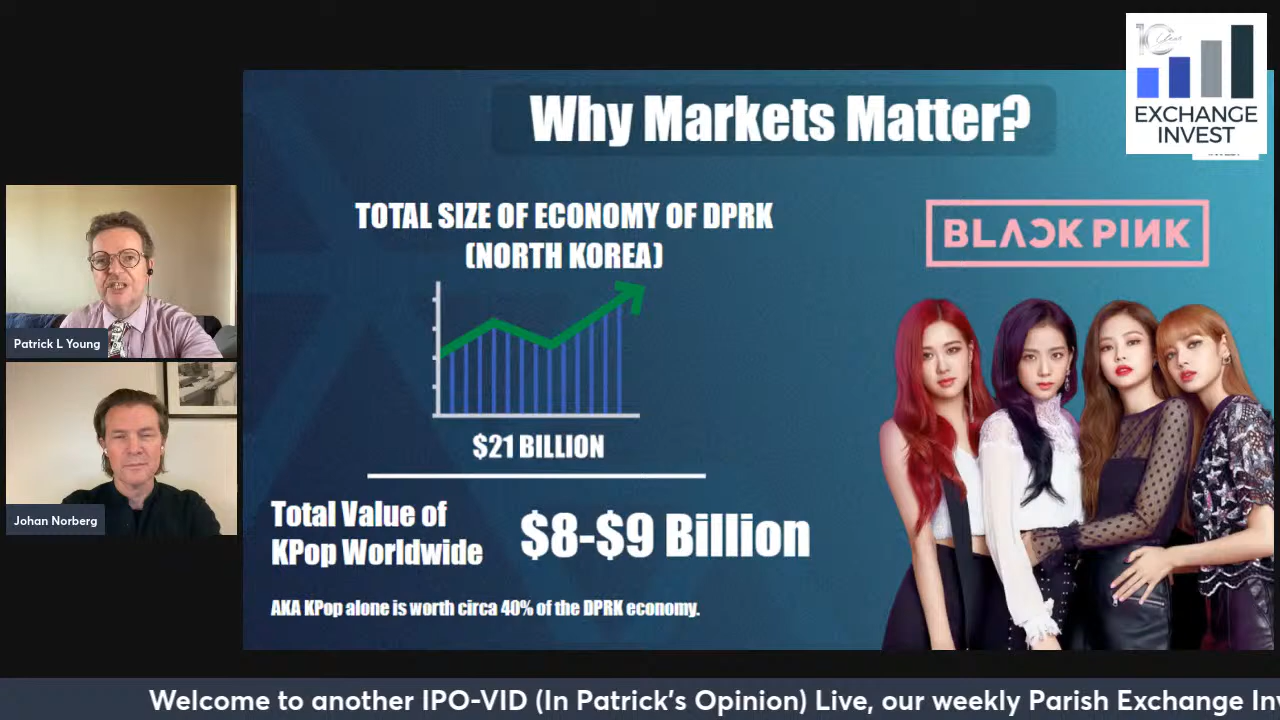 Why Markets Matter?
EXCHANGE
INVEST
TOTAL SIZE OF ECONOMY OF DPRK
(NORTH KOREA)
BLACKPINK
Patrick L Young
$21 BILLION
Johan Norberg
Total Value of
KPop Worldwide
$8-$9 Billion
AKA KPop alone is worth circa 40% of the DPRK economy.
Welcome to another IPO-VID (In Patrick's Opinion) Live, our weekly Parish Exchange In